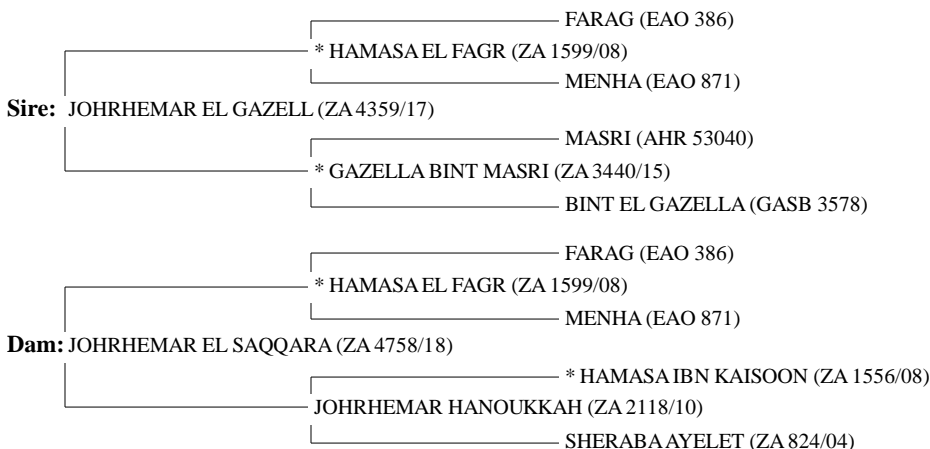 FARAG (EAO 386)
* HAMASA EL FAGR (ZA 1599/08)
MENHA (EAO 871)
Sire: JOHRHEMAR EL GAZELL (ZA 4359/17)
MASRI (AHR 53040)
* GAZELLA BINT MASRI (ZA 3440/15)
BINT EL GAZELLA (GASB 3578)
FARAG (EAO 386)
* HAMASA EL FAGR (ZA 1599/08)
MENHA (EAO 871)
Dam: JOHRHEMAR EL SAQQARA (ZA 4758/18)
* HAMASA IBN KAISOON (ZA 1556/08)
JOHRHEMAR HANOUKKAH (ZA 2118/10)
SHERABA AYELET (ZA 824/04)